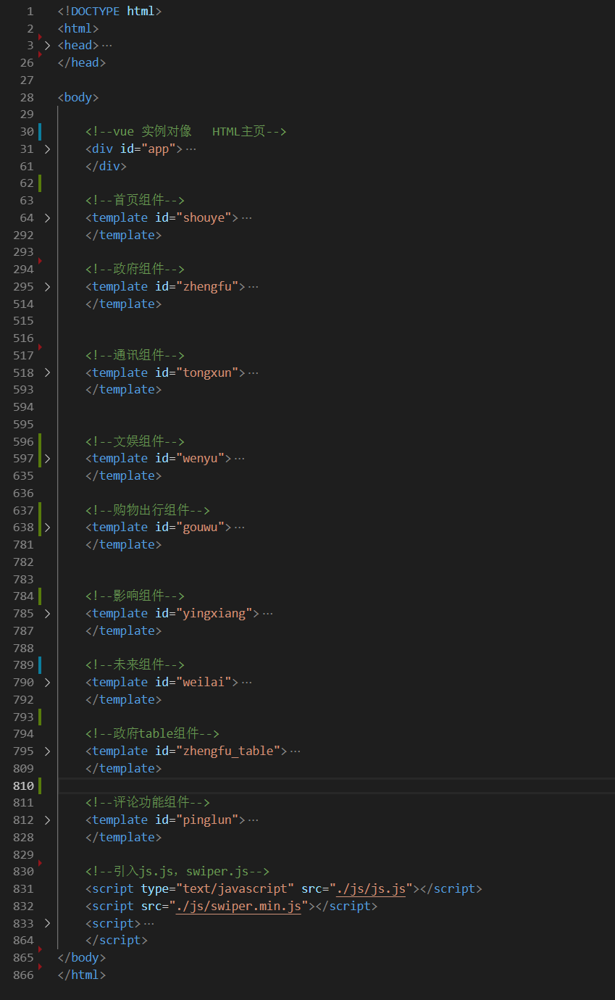 1 <!DOCTYPE html>
2 <html>
3 <head>…
26 </head>
27
28 <body>
29
30 <!--vue 实例对像   HTML主页-->
31 <div id="app">…
61 </div>
62
63 <!--首页组件-->
64 <template id="shouye">…
292 </template>
293
294 <!--政府组件-->
295 <template id="zhengfu">…
514 </template>
515
516
517 <!--通讯组件-->
518 <template id="tongxun">…
593 </template>
594
595
596 <!--文娱组件-->
597 <template id="wenyu">…
635 </template>
636
637 <!--购物出行组件-->
638 <template id="gouwu">…
781 </template>
782
783
784 <!--影响组件-->
785 <template id="yingxiang">…
787 </template>
788
789 <!--未来组件-->
790 <template id="weilai">…
792 </template>
793
794 <!--政府table组件-->
795 <template id="zhengfu_table">…
809 </template>
810
811 <!--评论功能组件-->
812 <template id="pinglun">…
828 </template>
829
830 <!--引入js.js，swiper.js-->
831 <script type="text/javascript" src="./js/js.js"></script>
832 <script src="./js/swiper.min.js"></script>
833 <script>…
864 </script>
865 </body>
866 </html>